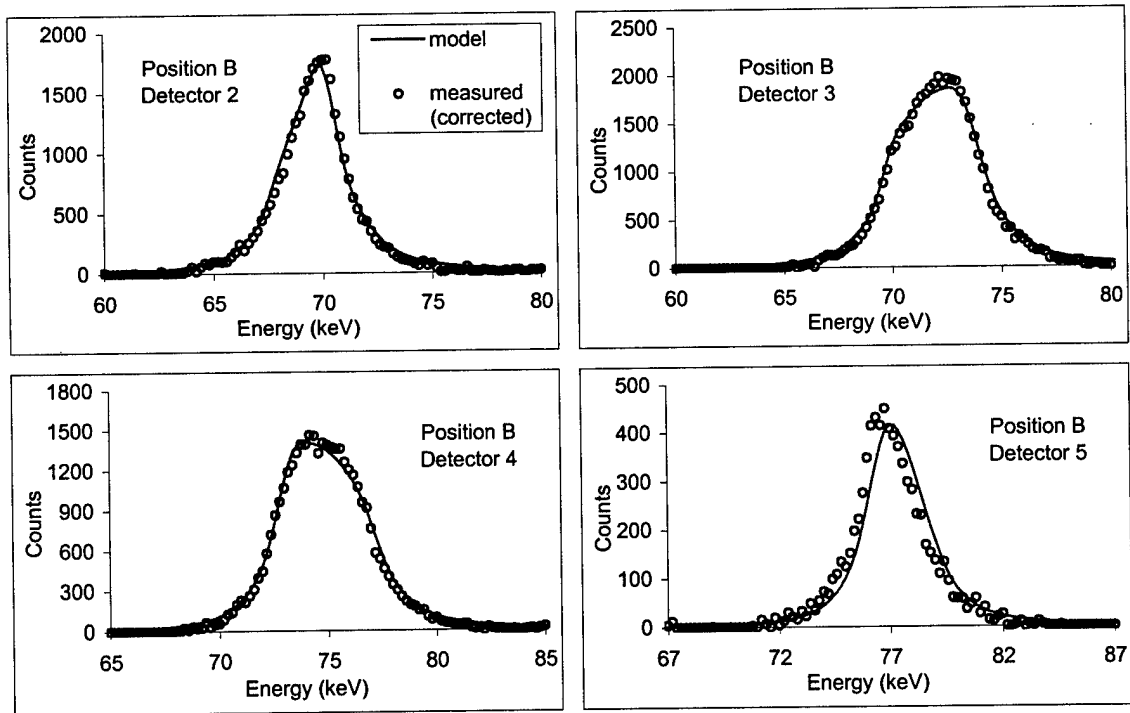 2000
1500
1000
500
0
Counts
60 65 70 75 80
Energy (keV)
Position B
Detector 2
model
measured
(corrected)
2500
2000
1500
1000
500
0
Counts
60 65 70 75 80
Energy (keV)
Position B
Detector 3
1800
1500
1200
900
600
300
0
Counts
65 70 75 80 85
Energy (keV)
Position B
Detector 4
500
400
300
200
100
0
Counts
67 72 77 82 87
Energy (keV)
Position B
Detector 5